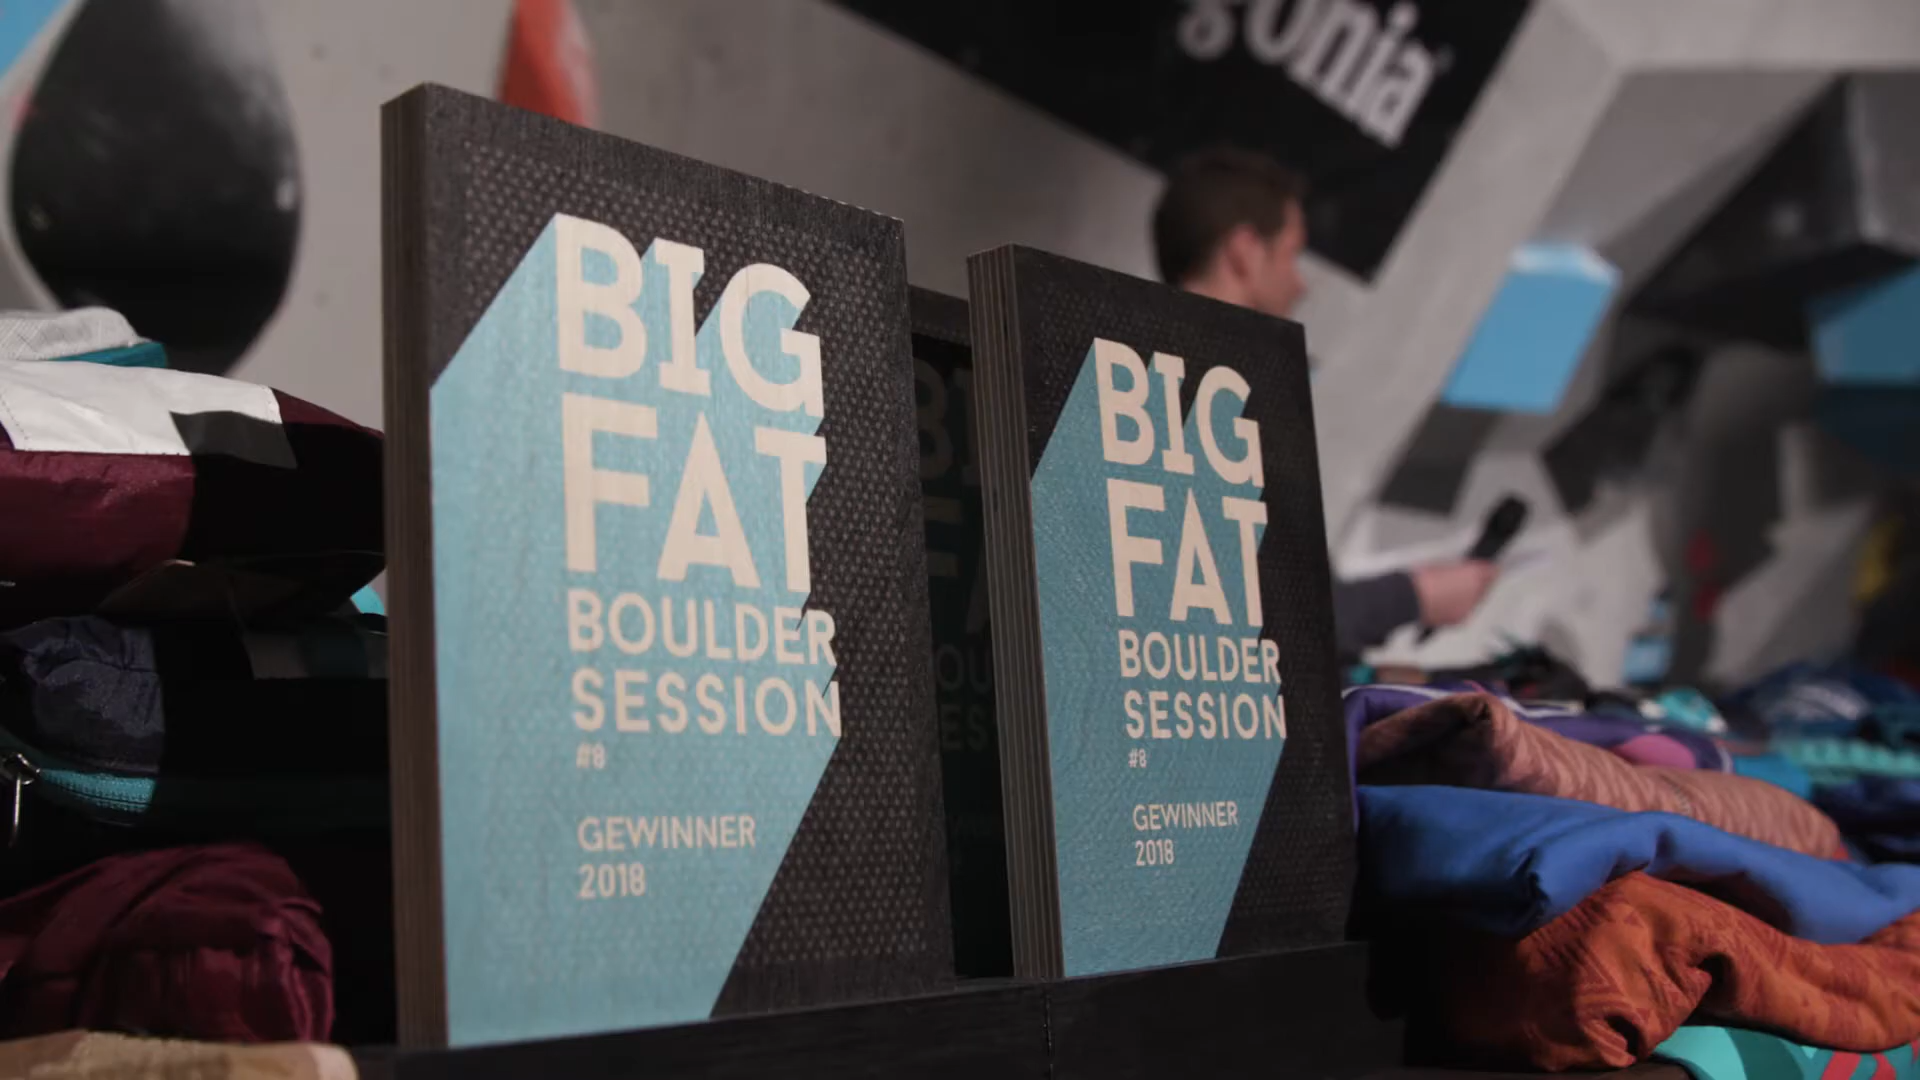 gonia
BIG
FAT
BOULDER
SESSION
#8
GEWINNER
2018
BIG
FAT
BOULDER
SESSION
#8
GEWINNER
2018